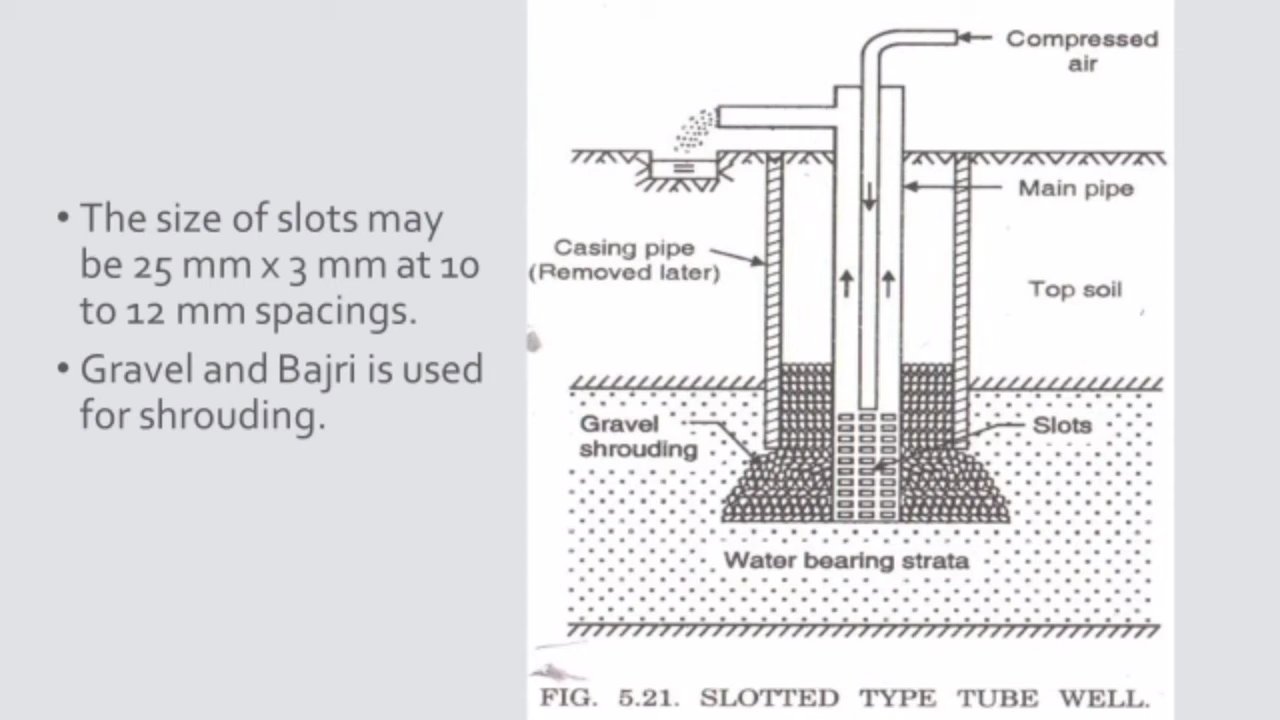 • The size of slots may
be 25 mm x 3 mm at 10
to 12 mm spacings.
• Gravel and Bajri is used
for shrouding.
Compressed
air
Main pipe
Casing pipe
(Removed later)
Top soil
Gravel
shrouding
Slots
Water bearing strata
FIG. 5.21. SLOTTED TYPE TUBE WELL.